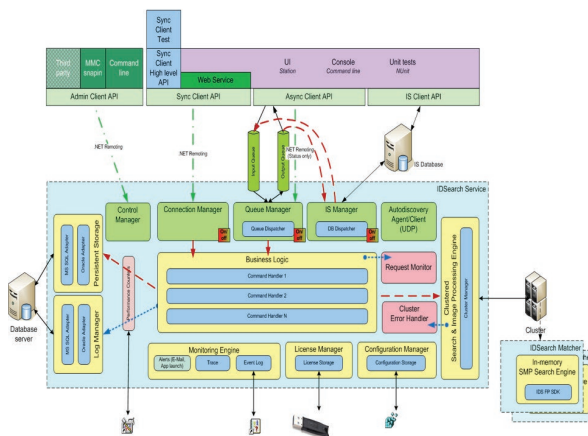 Sync
Client
Test
Third
party
MMC
snapin
Command
line
Sync
Client
High level
API
Web Service
UI
Station
Console
Command line
Unit tests
NUnit
Admin Client API
Sync Client API
Async Client API
IS Client API
.NET Remoting
.NET Remoting
Input Queue
Output Queue
.NET Remoting
(Status only)
IS Database
IDSearch Service
Control
Manager
Connection Manager
On/
off
Queue Manager
Queue Dispatcher
On/
off
IS Manager
DB Dispatcher
On/
off
Autodiscovery
Agent/Client
(UDP)
Persistent Storage
MS SQL Adapter
Oracle Adapter
Log Manager
MS SQL Adapter
Oracle Adapter
Database
server
Performance Counters
Business Logic
Command Handler 1
Command Handler 2
Command Handler N
Request Monitor
Cluster
Error Handler
Clustered
Search & Image Processing Engine
Cluster Manager
Cluster
Monitoring Engine
Alerts (E-Mail,
App launch)
Trace
Event Log
License Manager
License Storage
Configuration Manager
Configuration Storage
IDSearch Matcher
In-memory
SMP Search Engine
IDS FP SDK